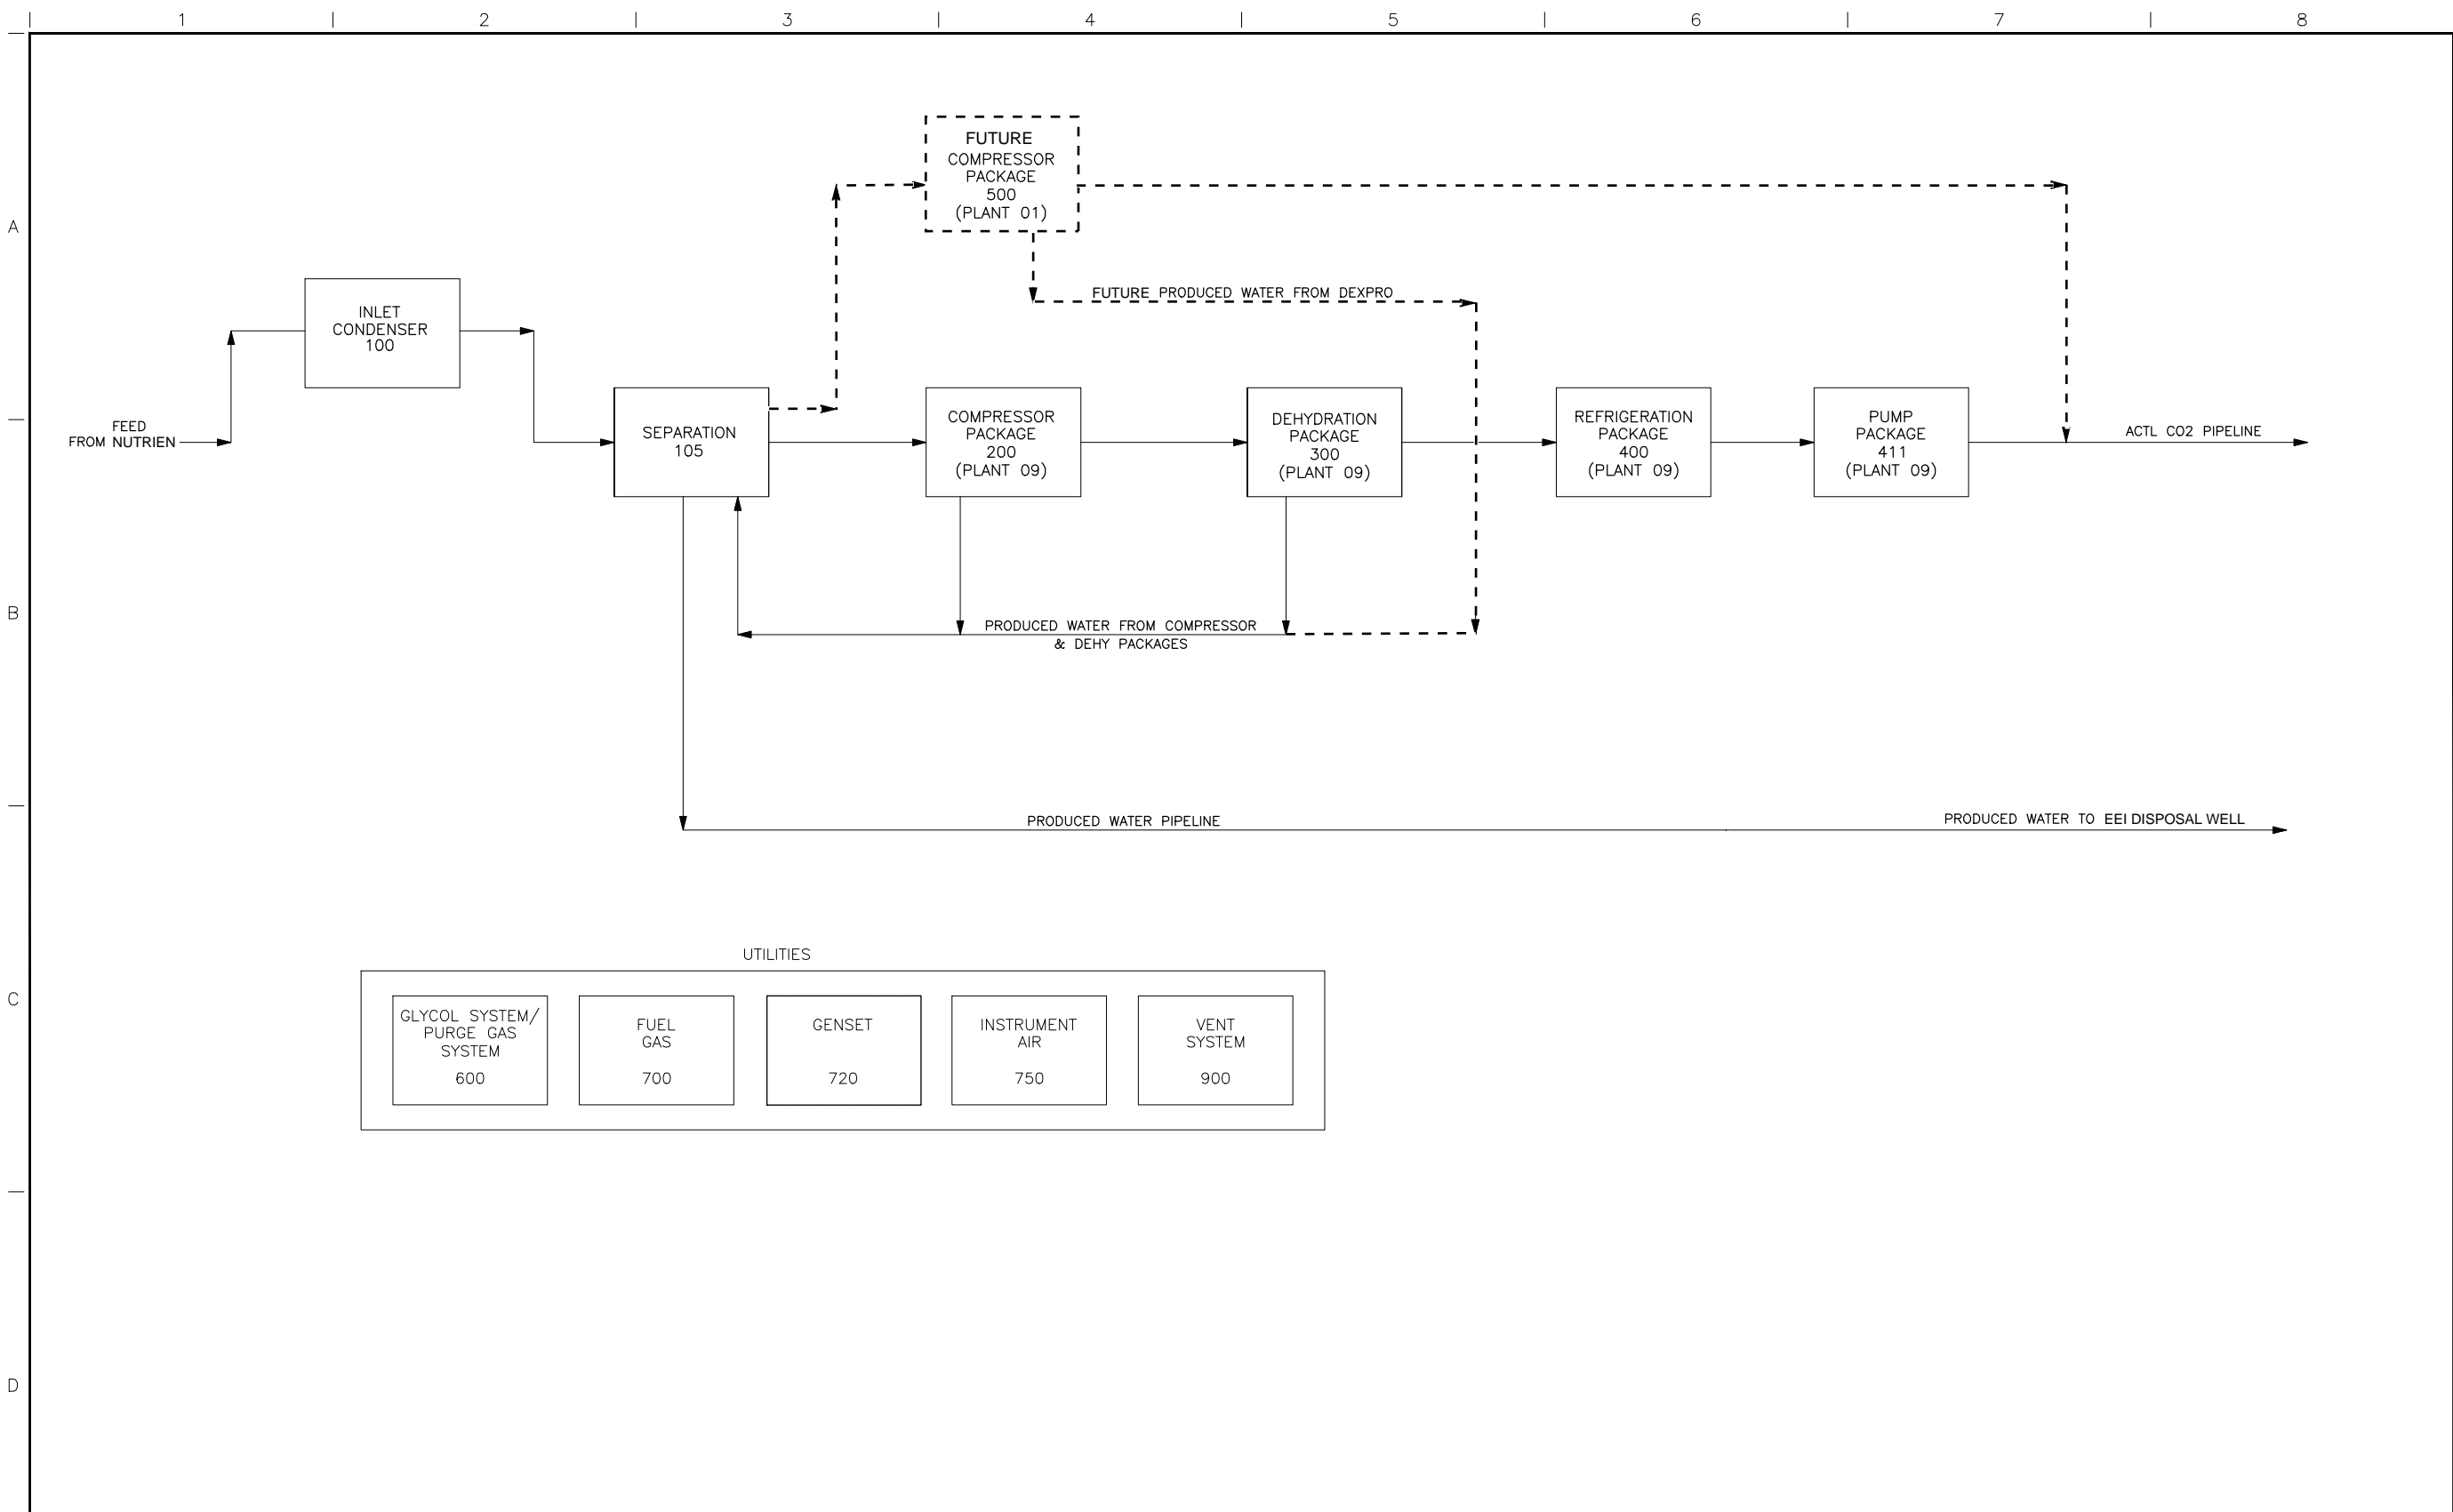 1 2 3 4 5 6 7 8
A
B
C
D
FUTURE
COMPRESSOR
PACKAGE
500
(PLANT 01)
FUTURE PRODUCED WATER FROM DEXPRO
INLET
CONDENSER
100
FEED
FROM NUTRIEN
SEPARATION
105
COMPRESSOR
PACKAGE
200
(PLANT 09)
DEHYDRATION
PACKAGE
300
(PLANT 09)
REFRIGERATION
PACKAGE
400
(PLANT 09)
PUMP
PACKAGE
411
(PLANT 09)
ACTL CO2 PIPELINE
PRODUCED WATER FROM COMPRESSOR
& DEHY PACKAGES
PRODUCED WATER PIPELINE
PRODUCED WATER TO EEI DISPOSAL WELL
UTILITIES
GLYCOL SYSTEM/
PURGE GAS
SYSTEM
600
FUEL
GAS
700
GENSET
720
INSTRUMENT
AIR
750
VENT
SYSTEM
900